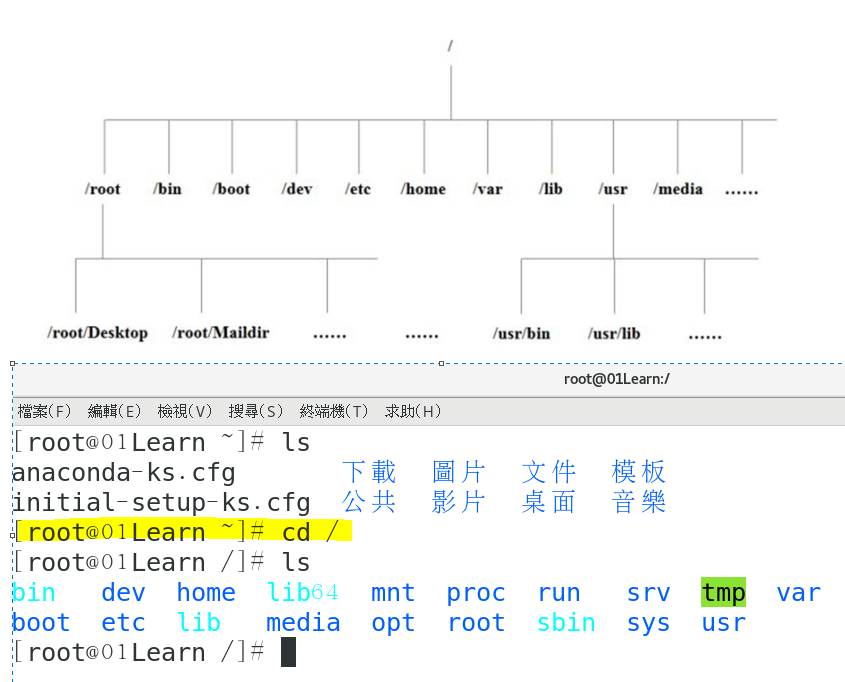 /
/root /bin /boot /dev /etc /home /var /lib /usr /media ……
/root/Desktop /root/Maildir …… …… /usr/bin /usr/lib ……
root@01Learn:/
檔案(F) 編輯(E) 檢視(V) 搜尋(S) 終端機(T) 求助(H)
[root@01Learn ~]# ls
anaconda-ks.cfg 下載 圖片 文件 模板
initial-setup-ks.cfg 公共 影片 桌面 音樂
[root@01Learn ~]# cd /
[root@01Learn /]# ls
bin dev home lib64 mnt proc run srv tmp var
boot etc lib media opt root sbin sys usr
[root@01Learn /]#